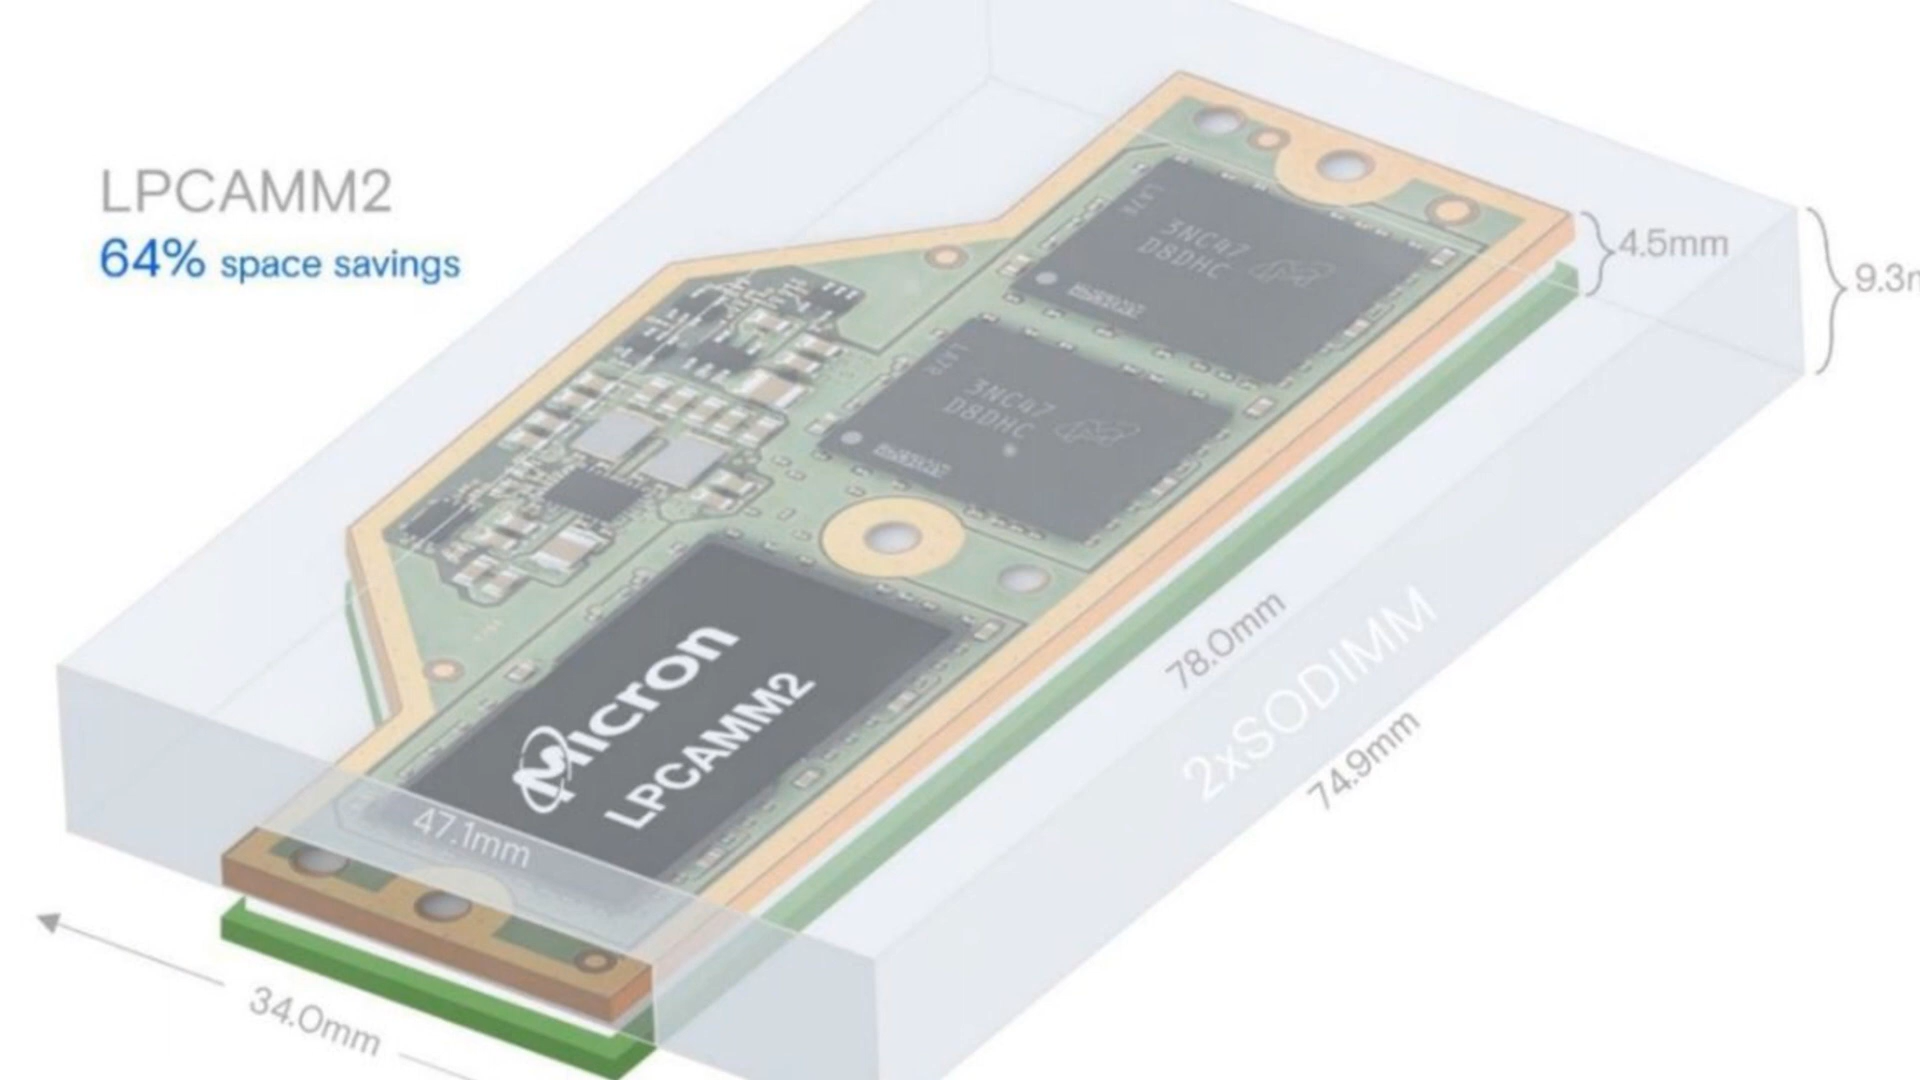 LPCAMM2
64% space savings
4.5mm
9.3
3NC47
D8DHC
3NC47
D8DHC
78.0mm
2xSODIMM
74.9mm
Micron
LPCAMM2
47.1mm
34.0mm